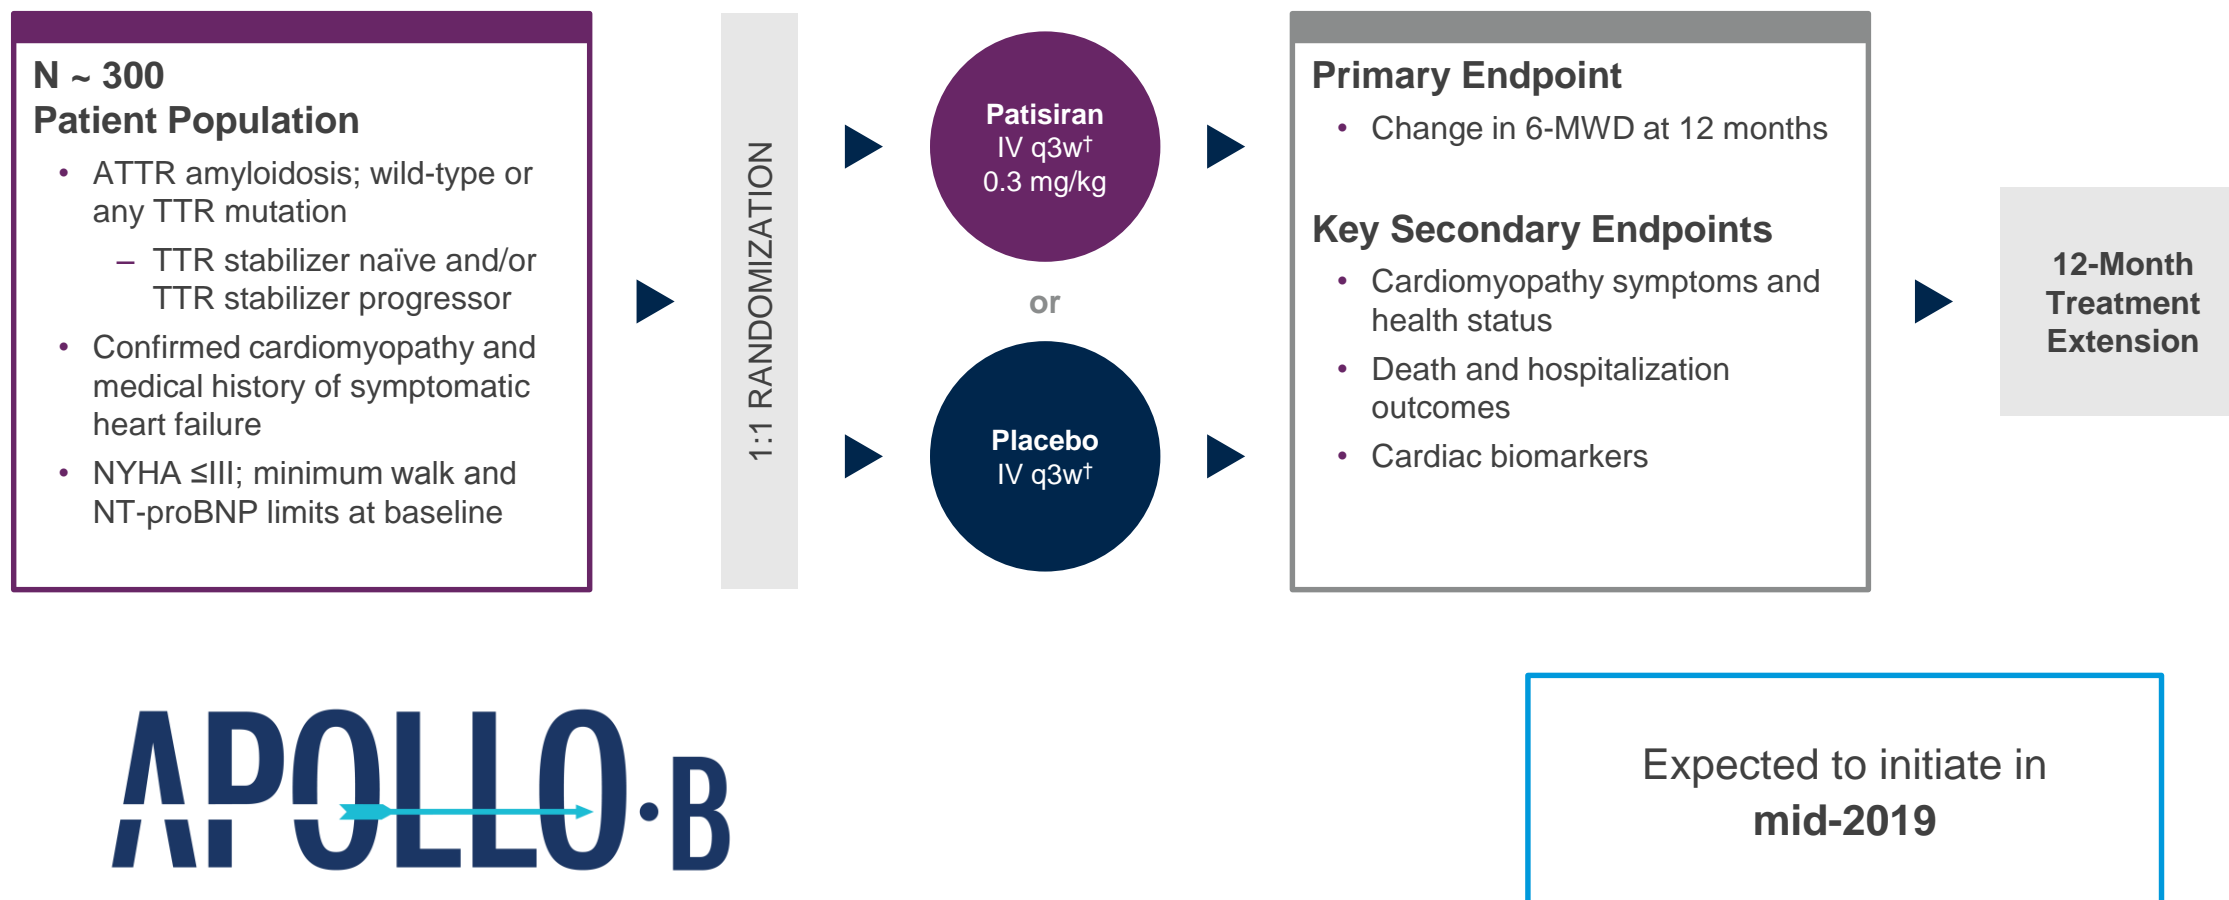 N ~ 300
Patient Population
• ATTR amyloidosis; wild-type or
any TTR mutation
– TTR stabilizer naïve and/or
TTR stabilizer progressor
• Confirmed cardiomyopathy and
medical history of symptomatic
heart failure
• NYHA ≤III; minimum walk and
NT-proBNP limits at baseline
1:1 RANDOMIZATION
Patisiran
IV q3w†
0.3 mg/kg
or
Placebo
IV q3w†
Primary Endpoint
• Change in 6-MWD at 12 months
Key Secondary Endpoints
• Cardiomyopathy symptoms and
health status
• Death and hospitalization
outcomes
• Cardiac biomarkers
12-Month
Treatment
Extension
APOLLO·B
Expected to initiate in
mid-2019